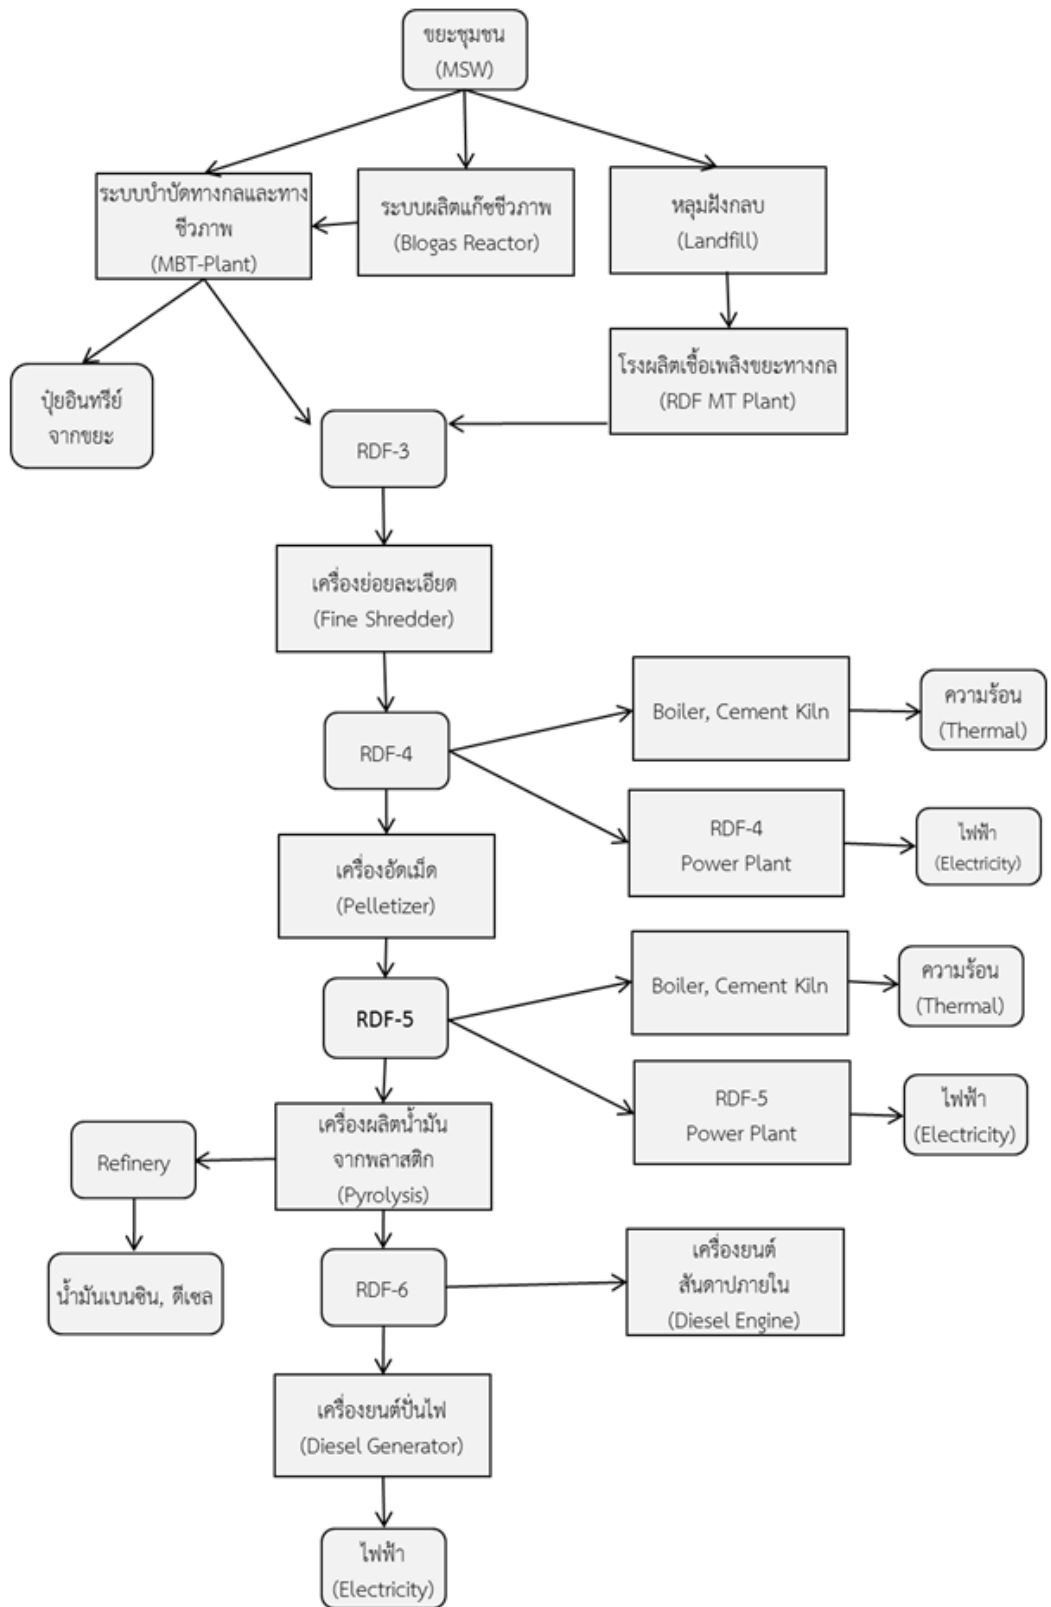 ขยะชุมชน
(MSW)
ระบบบำบัดทางกลและทาง
ชีวภาพ
(MBT-Plant)
ระบบผลิตแก๊ซชีวภาพ
(BIogas Reactor)
หลุมฝังกลบ
(Landfill)
โรงผลิตเชื้อเพลิงขยะทางกล
(RDF MT Plant)
ปุ๋ยอินทรีย์
จากขยะ
RDF-3
เครื่องย่อยละเอียด
(Fine Shredder)
RDF-4
Boiler, Cement Kiln
ความร้อน
(Thermal)
RDF-4
Power Plant
ไฟฟ้า
(Electricity)
เครื่องอัดเม็ด
(Pelletizer)
RDF-5
Boiler, Cement Kiln
ความร้อน
(Thermal)
RDF-5
Power Plant
ไฟฟ้า
(Electricity)
เครื่องผลิตน้ำมัน
จากพลาสติก
(Pyrolysis)
Refinery
น้ำมันเบนซิน, ดีเซล
RDF-6
เครื่องยนต์
สันดาปภายใน
(Diesel Engine)
เครื่องยนต์ปั่นไฟ
(Diesel Generator)
ไฟฟ้า
(Electricity)